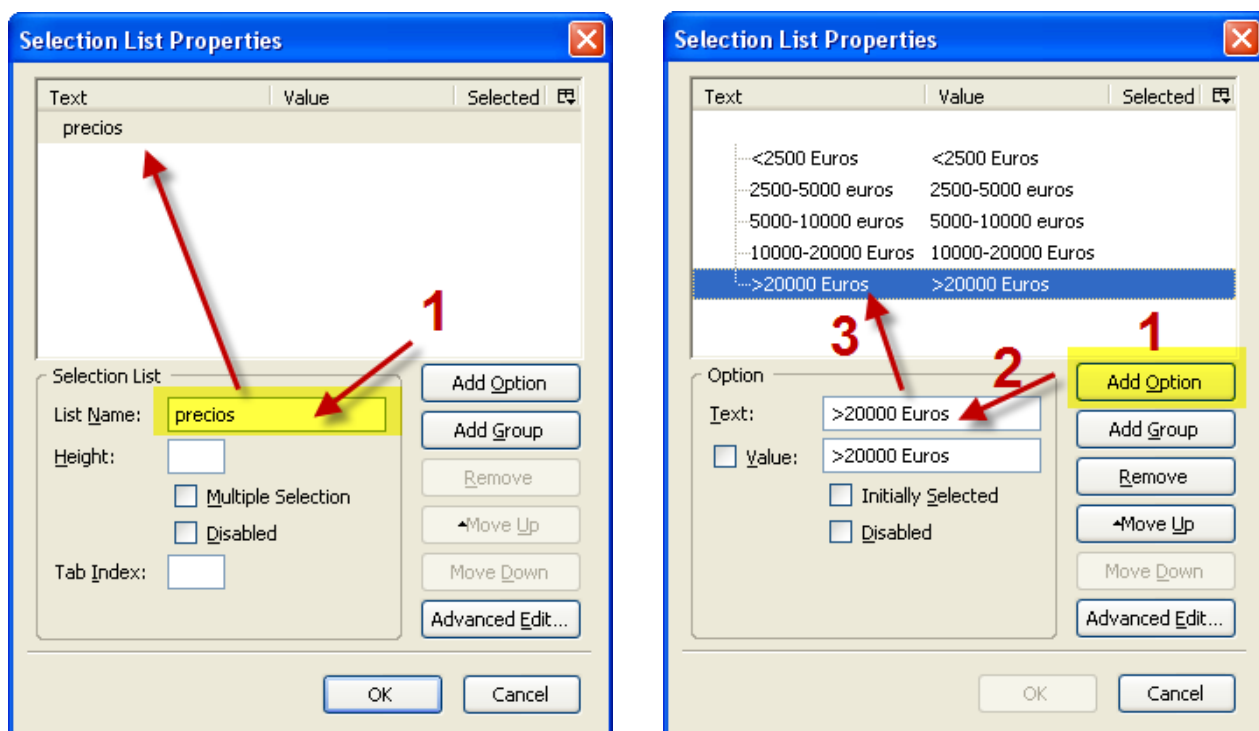 Selection List Properties
Text Value Selected
precios
1
Selection List
List Name: precios
Height:
Multiple Selection
Disabled
Tab Index:
Add Option
Add Group
Remove
Move Up
Move Down
Advanced Edit...
OK Cancel
Selection List Properties
Text Value Selected
<2500 Euros <2500 Euros
2500-5000 euros 2500-5000 euros
5000-10000 euros 5000-10000 euros
10000-20000 Euros 10000-20000 Euros
>20000 Euros >20000 Euros
3 2 1
Option
Text: >20000 Euros
Value: >20000 Euros
Initially Selected
Disabled
Add Option
Add Group
Remove
Move Up
Move Down
Advanced Edit...
OK Cancel